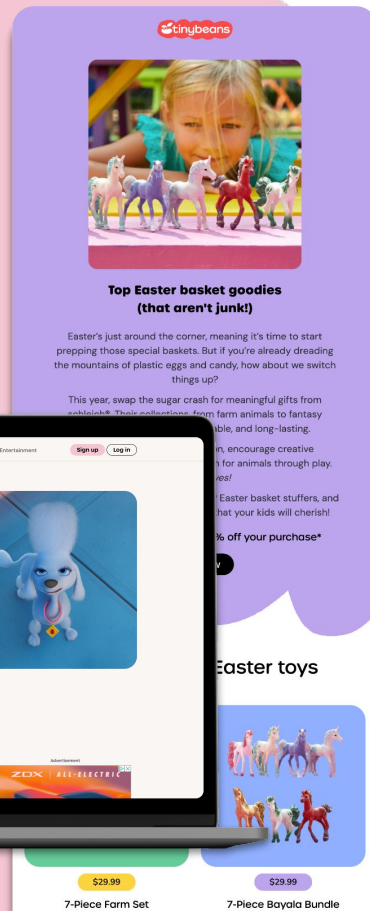 tinybeans
Top Easter basket goodies
(that aren't junk!)
Easter's just around the corner, meaning it's time to start
prepping those special baskets. But if you're already dreading
the mountains of plastic eggs and candy, how about we switch
things up?
This year, swap the sugar crash for meaningful gifts from
schleich®. Their collections, from farm animals to fantasy
able, and long-lasting.
encourage creative
for animals through play.
Easter basket stuffers, and
that your kids will cherish!
% off your purchase*
Entertainment
Sign up
Log in
Advertisement
ZDX ALL-ELECTRIC
Easter toys
$29.99
$29.99
7-Piece Farm Set
7-Piece Bayala Bundle